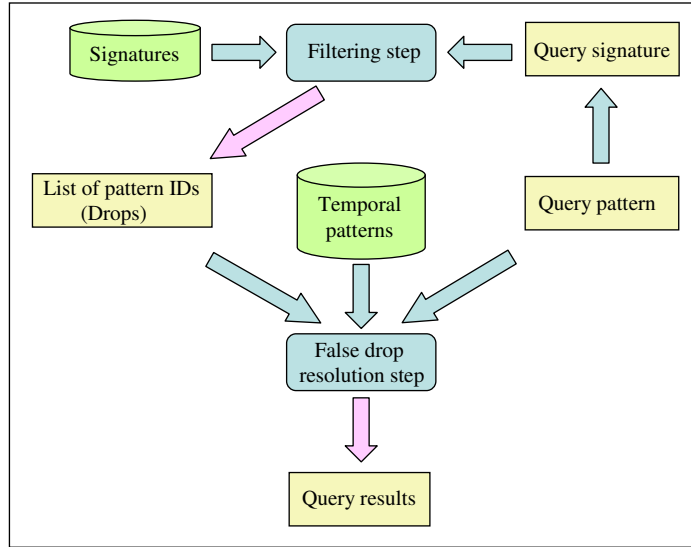 Signatures
Filtering step
Query signature
List of pattern IDs
(Drops)
Temporal
patterns
Query pattern
False drop
resolution step
Query results